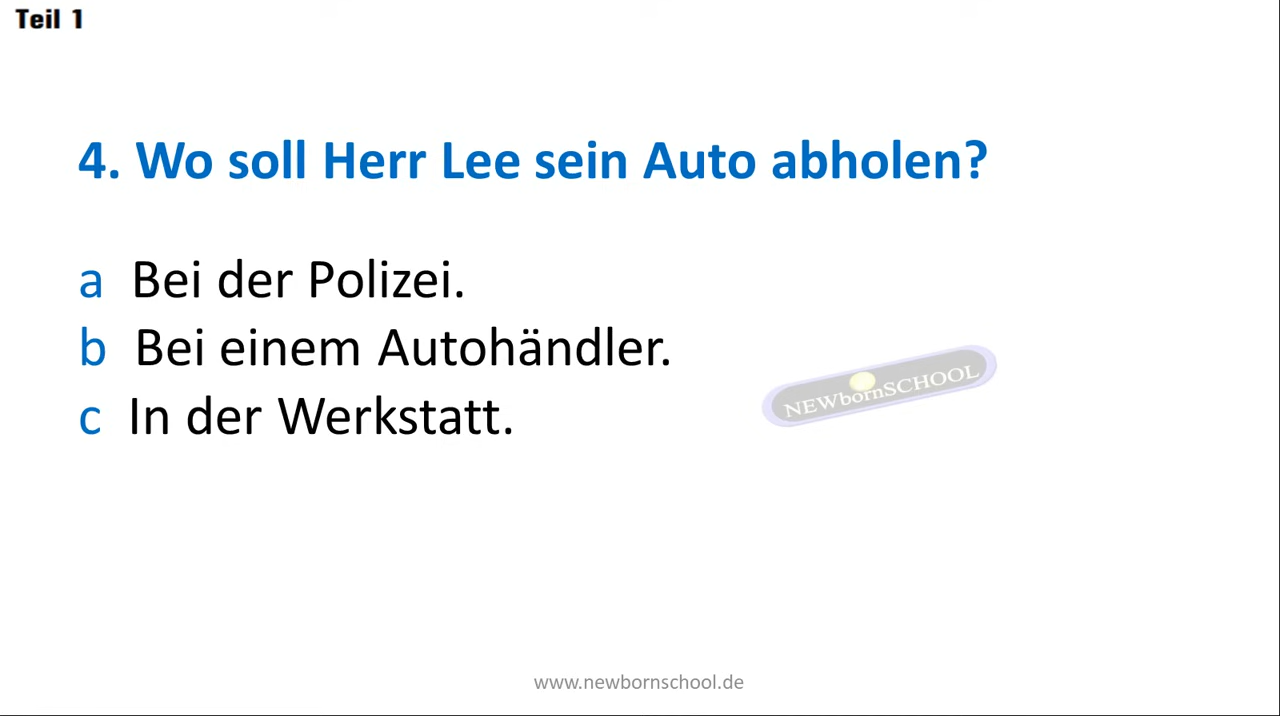 Teil 1
4. Wo soll Herr Lee sein Auto abholen?
a Bei der Polizei.
b Bei einem Autohändler.
c In der Werkstatt.
NEWbornSCHOOL
www.newbornschool.de